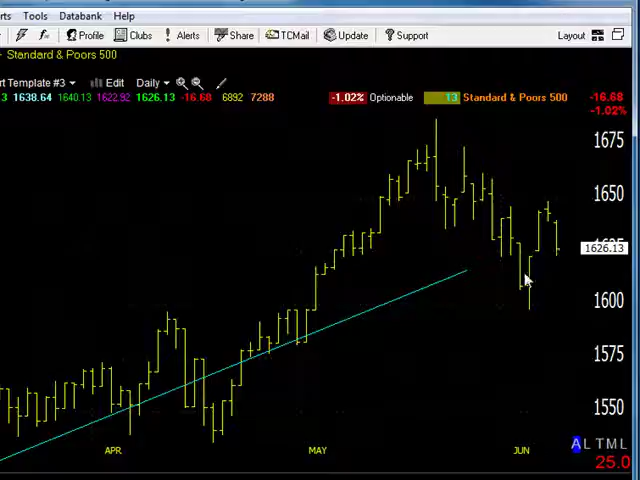 rts Tools Databank Help
Profile Clubs Alerts Share TCMail Update Support Layout
- Standard & Poors 500
rt Template #3 Edit Daily
3 1638.64 1640.13 1622.92 1626.13 -16.68 6892 7288 -1.02% Optionable 13 Standard & Poors 500 -16.68
-1.02%
1675
1650
1626.13
1600
1575
1550
A L T M L
APR MAY JUN
25.0